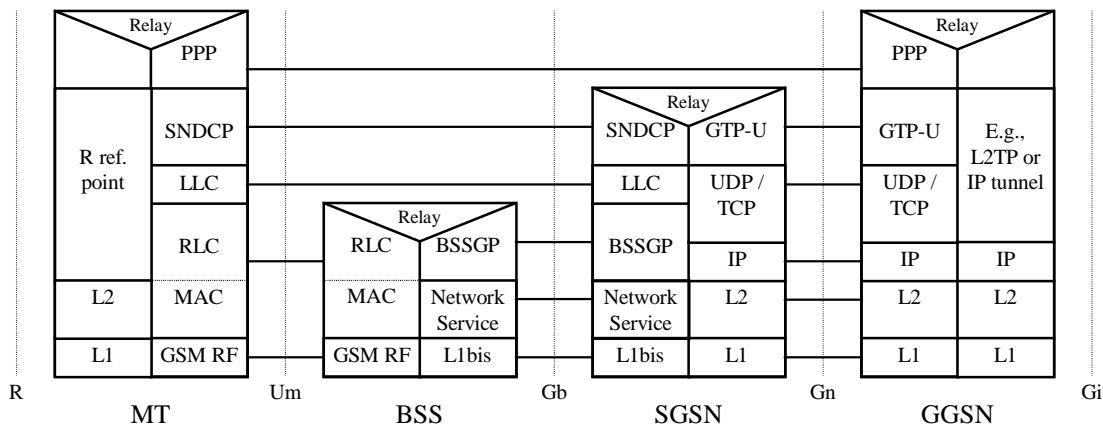 Relay
Relay
PPP
PPP
Relay
SNDCP
SNDCP
GTP-U
GTP-U
E.g.,
L2TP or
IP tunnel
R ref.
point
LLC
LLC
UDP /
TCP
UDP /
TCP
Relay
RLC
RLC
BSSGP
BSSGP
IP
IP
IP
L2
MAC
MAC
Network
Service
Network
Service
L2
L2
L2
L1
GSM RF
GSM RF
L1bis
L1bis
L1
L1
L1
R
Um
Gb
Gn
Gi
MT
BSS
SGSN
GGSN